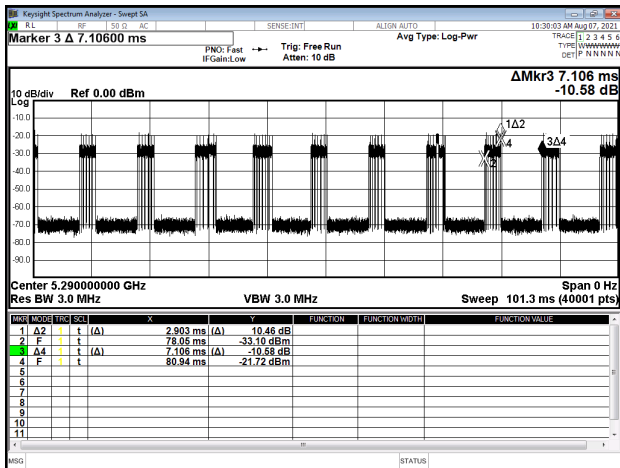 Keysight Spectrum Analyzer - Swept SA
RL RF 50 Ω AC SENSE:INT ALIGN AUTO 10:30:03 AM Aug 07, 2021
Marker 3 Δ 7.10600 ms
PNO: Fast Trig: Free Run Avg Type: Log-Pwr TRACE 1 2 3 4 5 6
IFGain:Low Atten: 10 dB TYPE WWWWWW
DET P N N N N N
ΔMkr3 7.106 ms
10 dB/div Ref 0.00 dBm -10.58 dB
Log
-10.0
-20.0
-30.0
-40.0
-50.0
-60.0
-70.0
-80.0
-90.0
1Δ2
4
3Δ4
2
Center 5.290000000 GHz Span 0 Hz
Res BW 3.0 MHz VBW 3.0 MHz Sweep 101.3 ms (40001 pts)
MKR MODE TRC SCL X Y FUNCTION FUNCTION WIDTH FUNCTION VALUE
1 Δ2 1 t (Δ) 2.903 ms (Δ) 10.46 dB
2 F 1 t 78.05 ms -33.10 dBm
3 Δ4 1 t (Δ) 7.106 ms (Δ) -10.58 dB
4 F 1 t 80.94 ms -21.72 dBm
5
6
7
8
9
10
11
MSG STATUS